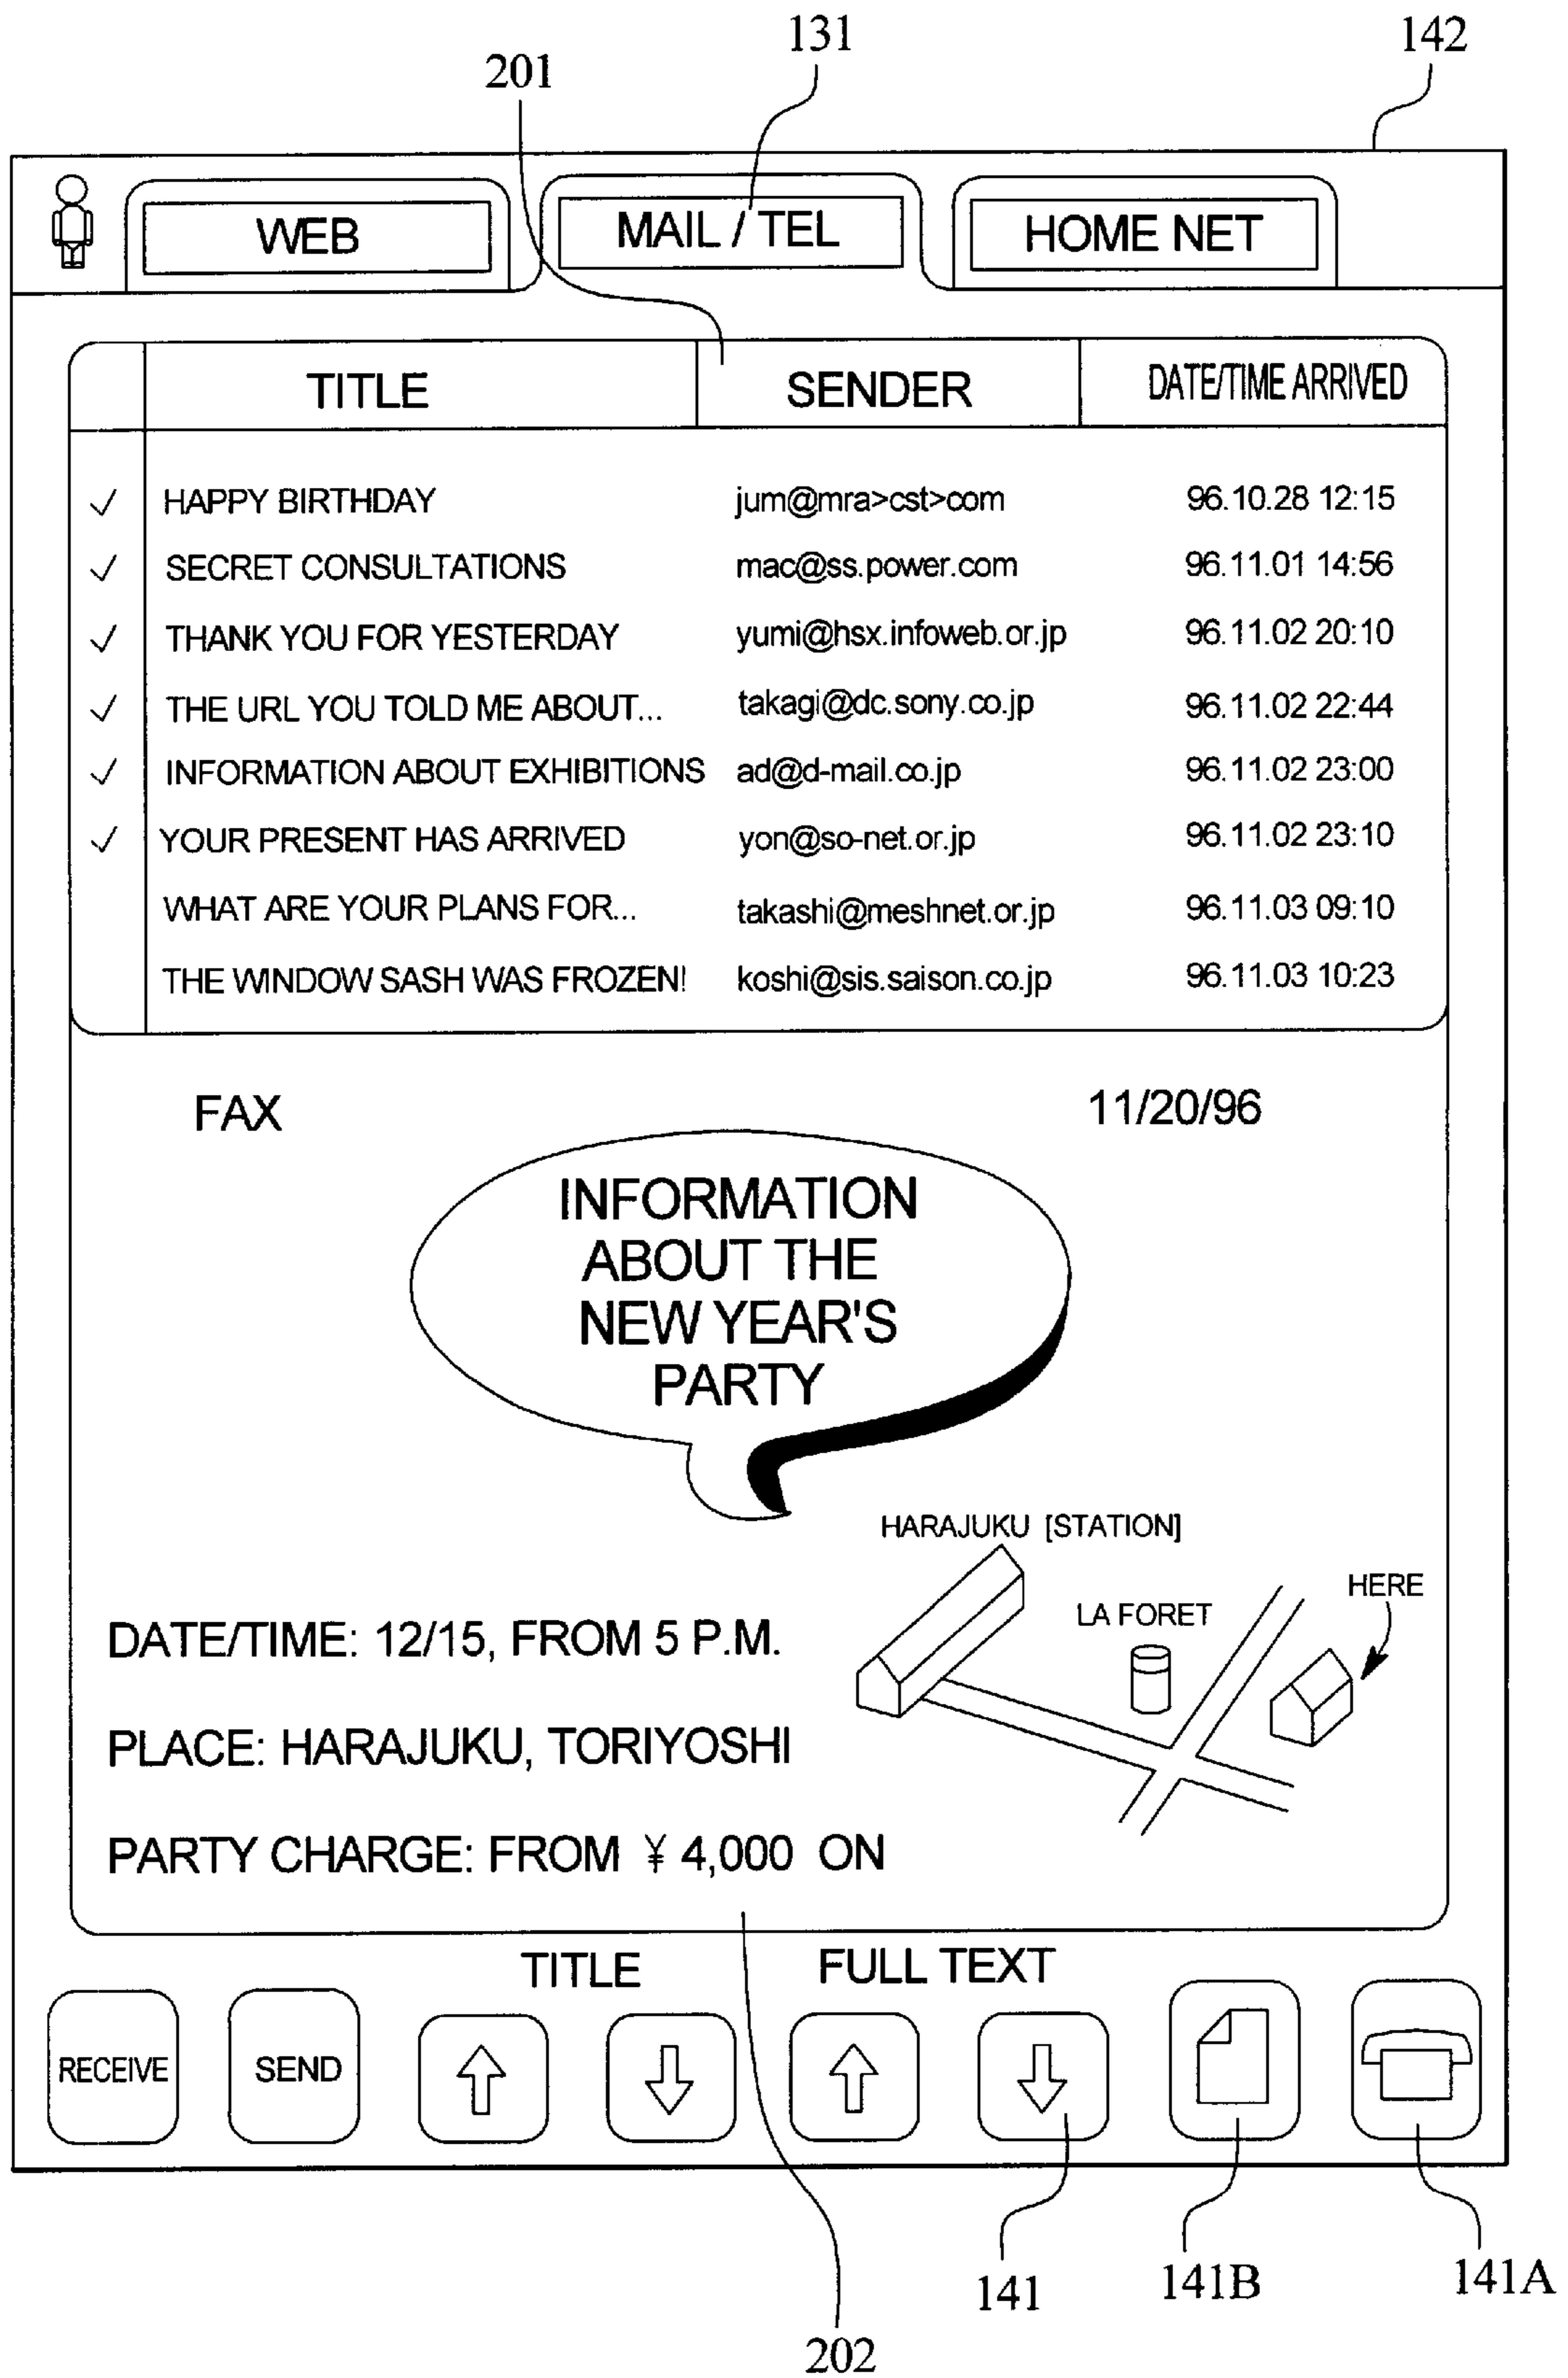 131
142
201
WEB
MAIL / TEL
HOME NET
TITLE SENDER DATE/TIME ARRIVED
✓ HAPPY BIRTHDAY jum@mra>cst>com 96.10.28 12:15
✓ SECRET CONSULTATIONS mac@ss.power.com 96.11.01 14:56
✓ THANK YOU FOR YESTERDAY yumi@hsx.infoweb.or.jp 96.11.02 20:10
✓ THE URL YOU TOLD ME ABOUT... takagi@dc.sony.co.jp 96.11.02 22:44
✓ INFORMATION ABOUT EXHIBITIONS ad@d-mail.co.jp 96.11.02 23:00
✓ YOUR PRESENT HAS ARRIVED yon@so-net.or.jp 96.11.02 23:10
WHAT ARE YOUR PLANS FOR... takashi@meshnet.or.jp 96.11.03 09:10
THE WINDOW SASH WAS FROZEN! koshi@sis.saison.co.jp 96.11.03 10:23
FAX 11/20/96
INFORMATION
ABOUT THE
NEW YEAR'S
PARTY
HARAJUKU [STATION]
HERE
LA FORET
DATE/TIME: 12/15, FROM 5 P.M.
PLACE: HARAJUKU, TORIYOSHI
PARTY CHARGE: FROM ¥ 4,000 ON
TITLE FULL TEXT
RECEIVE SEND
141 141B 141A
202